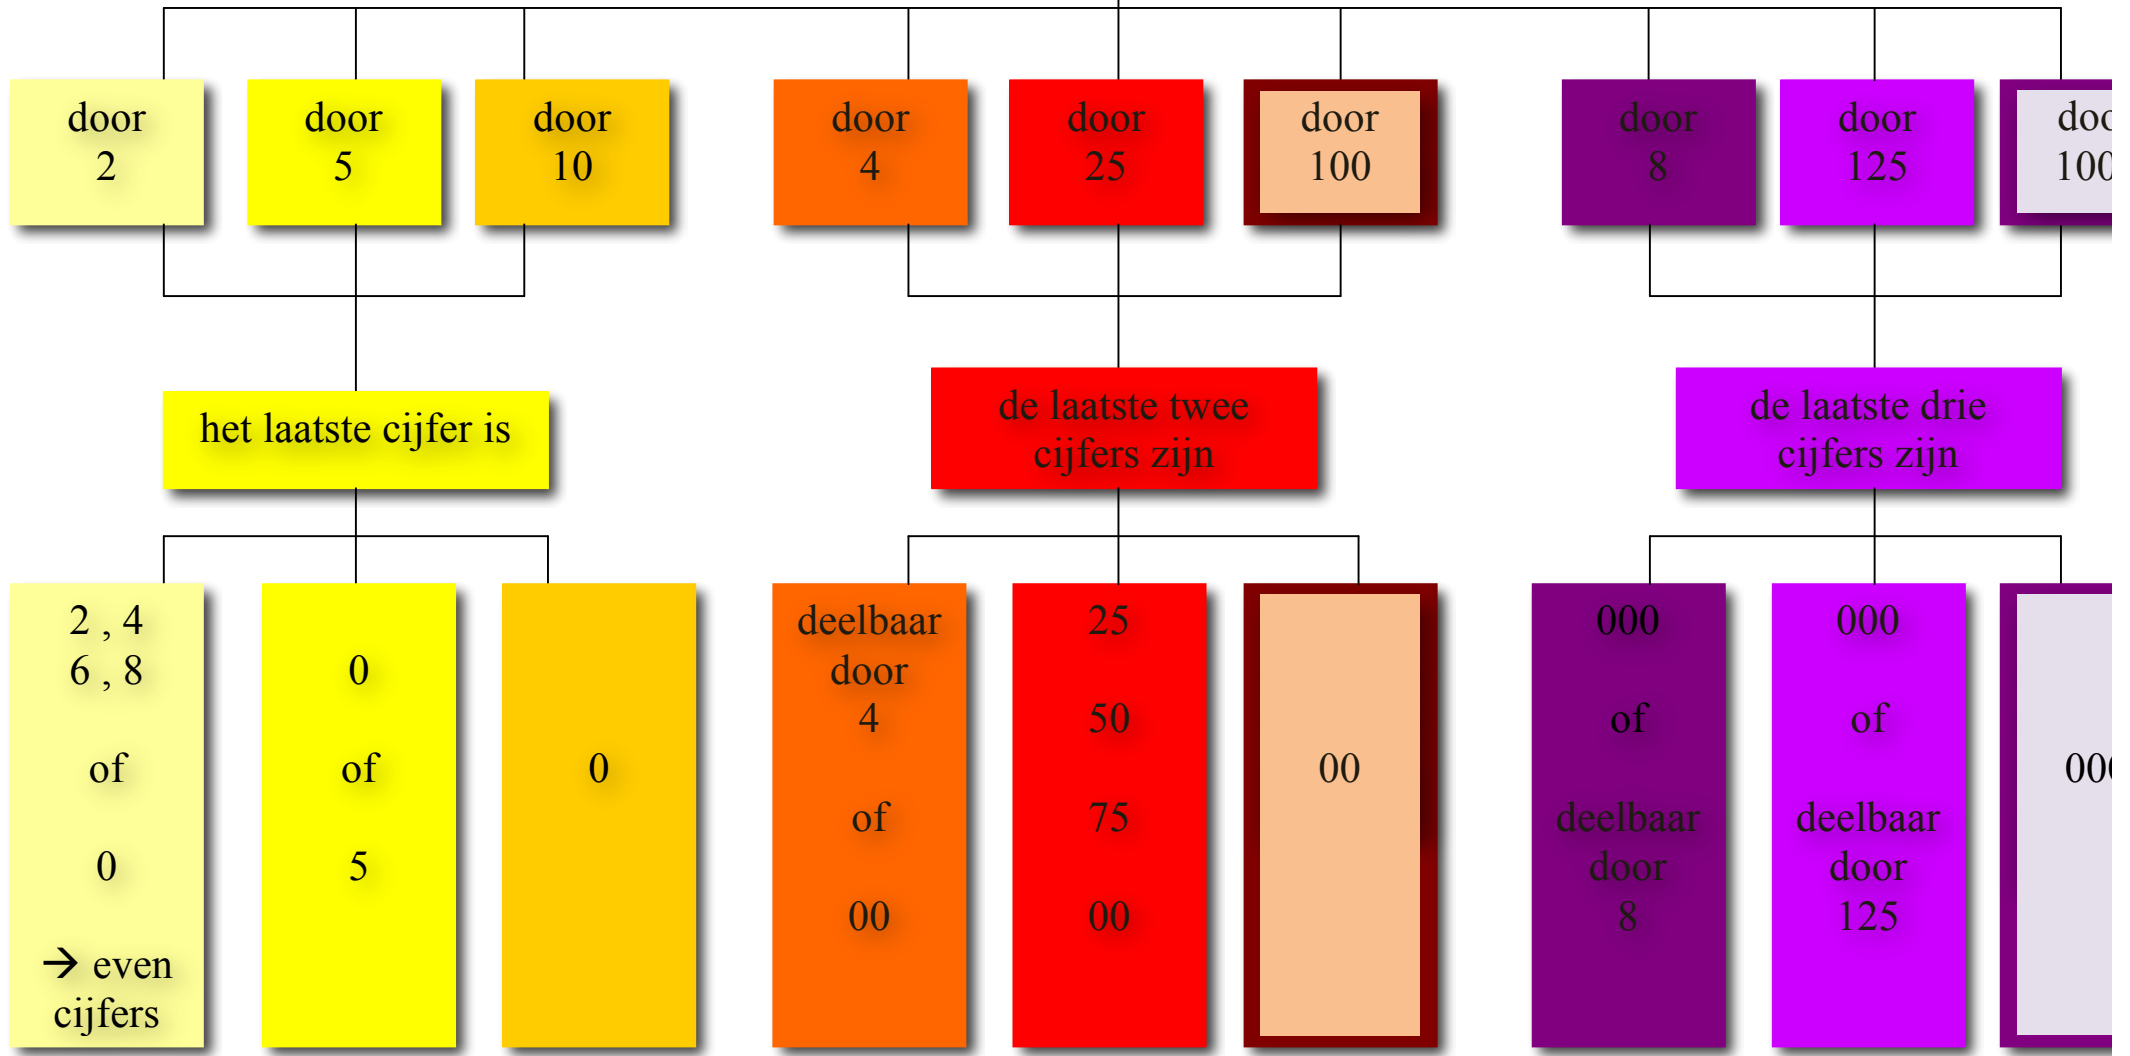 door
2
door
5
door
10
door
4
door
25
door
100
door
8
door
125
het laatste cijfer is
de laatste twee
cijfers zijn
de laatste drie
cijfers zijn
2 , 4
6 , 8
of
0
→ even
cijfers
0
of
5
0
deelbaar
door
4
of
00
25
50
75
00
00
000
of
deelbaar
door
8
000
of
deelbaar
door
125